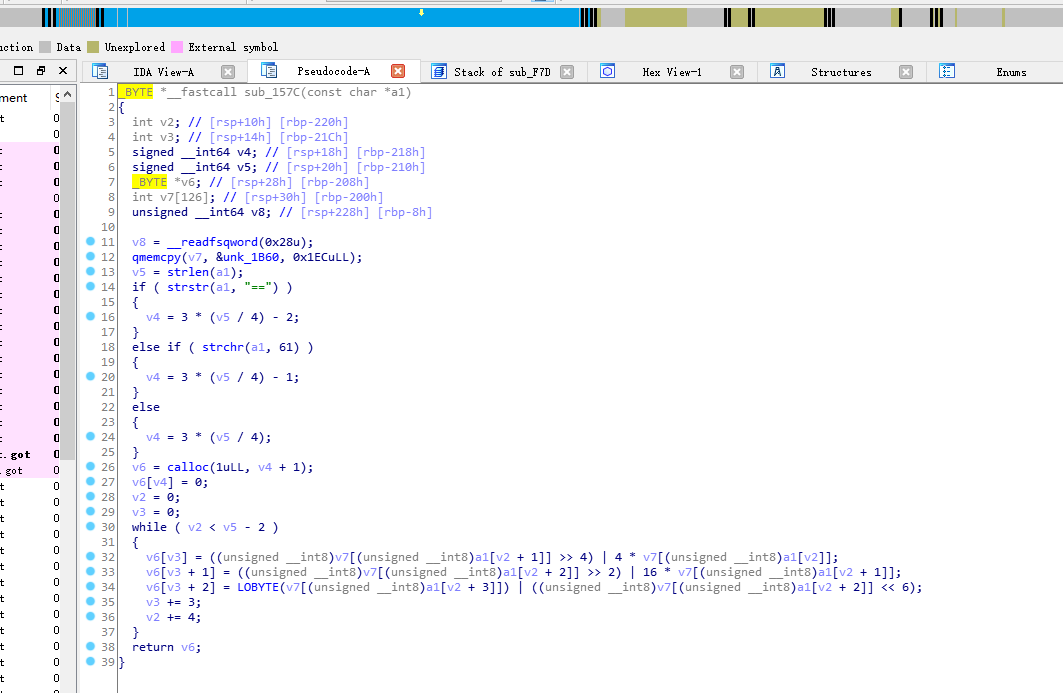 ction Data Unexplored External symbol
IDA View-A Pseudocode-A Stack of sub_F7D Hex View-1 Structures Enums
ment
1 _BYTE *__fastcall sub_157C(const char *a1)
2 {
3 int v2; // [rsp+10h] [rbp-220h]
4 int v3; // [rsp+14h] [rbp-21Ch]
5 signed __int64 v4; // [rsp+18h] [rbp-218h]
6 signed __int64 v5; // [rsp+20h] [rbp-210h]
7 _BYTE *v6; // [rsp+28h] [rbp-208h]
8 int v7[126]; // [rsp+30h] [rbp-200h]
9 unsigned __int64 v8; // [rsp+228h] [rbp-8h]
10
11 v8 = __readfsqword(0x28u);
12 qmemcpy(v7, &unk_1B60, 0x1ECuLL);
13 v5 = strlen(a1);
14 if ( strstr(a1, "==") )
15 {
16 v4 = 3 * (v5 / 4) - 2;
17 }
18 else if ( strchr(a1, 61) )
19 {
20 v4 = 3 * (v5 / 4) - 1;
21 }
22 else
23 {
24 v4 = 3 * (v5 / 4);
25 }
26 v6 = calloc(1uLL, v4 + 1);
27 v6[v4] = 0;
28 v2 = 0;
29 v3 = 0;
30 while ( v2 < v5 - 2 )
31 {
32 v6[v3] = ((unsigned __int8)v7[(unsigned __int8)a1[v2 + 1]] >> 4) | 4 * v7[(unsigned __int8)a1[v2]];
33 v6[v3 + 1] = ((unsigned __int8)v7[(unsigned __int8)a1[v2 + 2]] >> 2) | 16 * v7[(unsigned __int8)a1[v2 + 1]];
34 v6[v3 + 2] = LOBYTE(v7[(unsigned __int8)a1[v2 + 3]]) | ((unsigned __int8)v7[(unsigned __int8)a1[v2 + 2]] << 6);
35 v3 += 3;
36 v2 += 4;
37 }
38 return v6;
39 }
.got
got